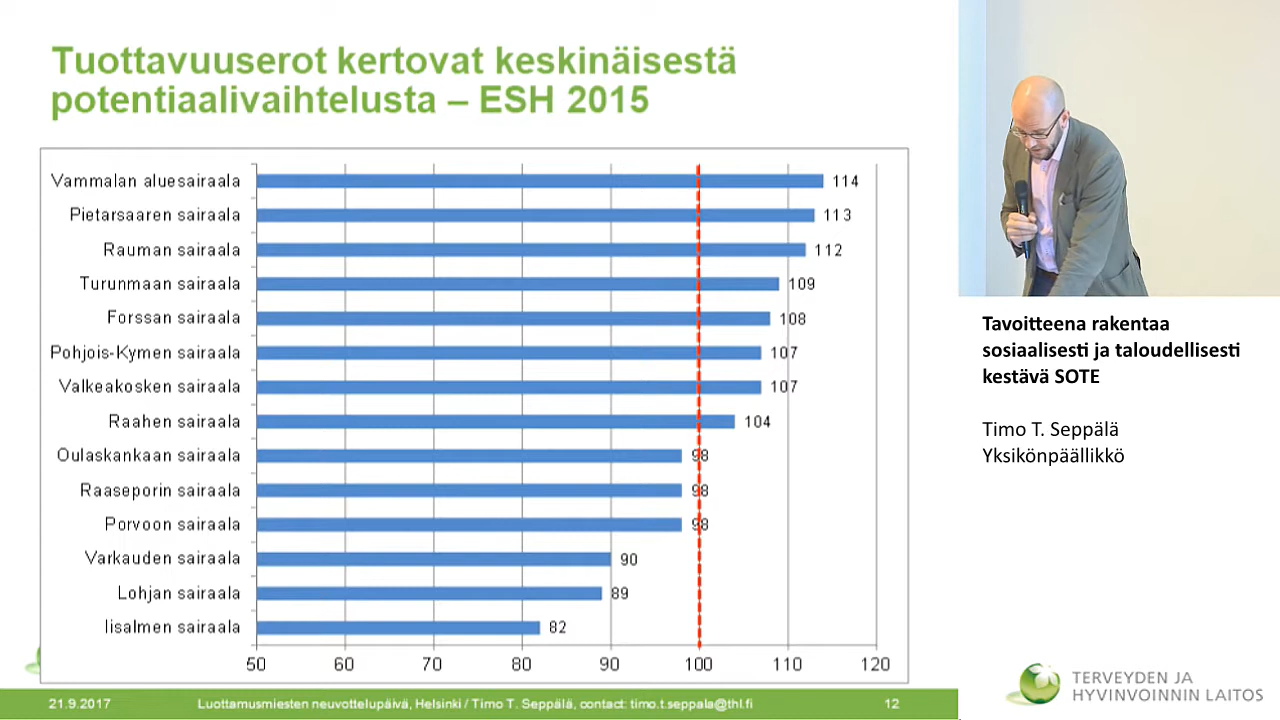 Tuottavuuserot kertovat keskinäisestä
potentiaalivaihtelusta – ESH 2015
Vammalan aluesairaala 114
Pietarsaaren sairaala 113
Rauman sairaala 112
Turunmaan sairaala 109
Forssan sairaala 108
Pohjois-Kymen sairaala 107
Valkeakosken sairaala 107
Raahen sairaala 104
Oulaskankaan sairaala 98
Raaseporin sairaala 98
Porvoon sairaala 98
Varkauden sairaala 90
Lohjan sairaala 89
Iisalmen sairaala 82
50 60 70 80 90 100 110 120
21.9.2017 Luottamusmiesten neuvottelupäivä, Helsinki / Timo T. Seppälä, contact: timo.t.seppala@thl.fi 12
Tavoitteena rakentaa
sosiaalisesti ja taloudellisesti
kestävä SOTE
Timo T. Seppälä
Yksikönpäällikkö
TERVEYDEN JA
HYVINVOINNIN LAITOS